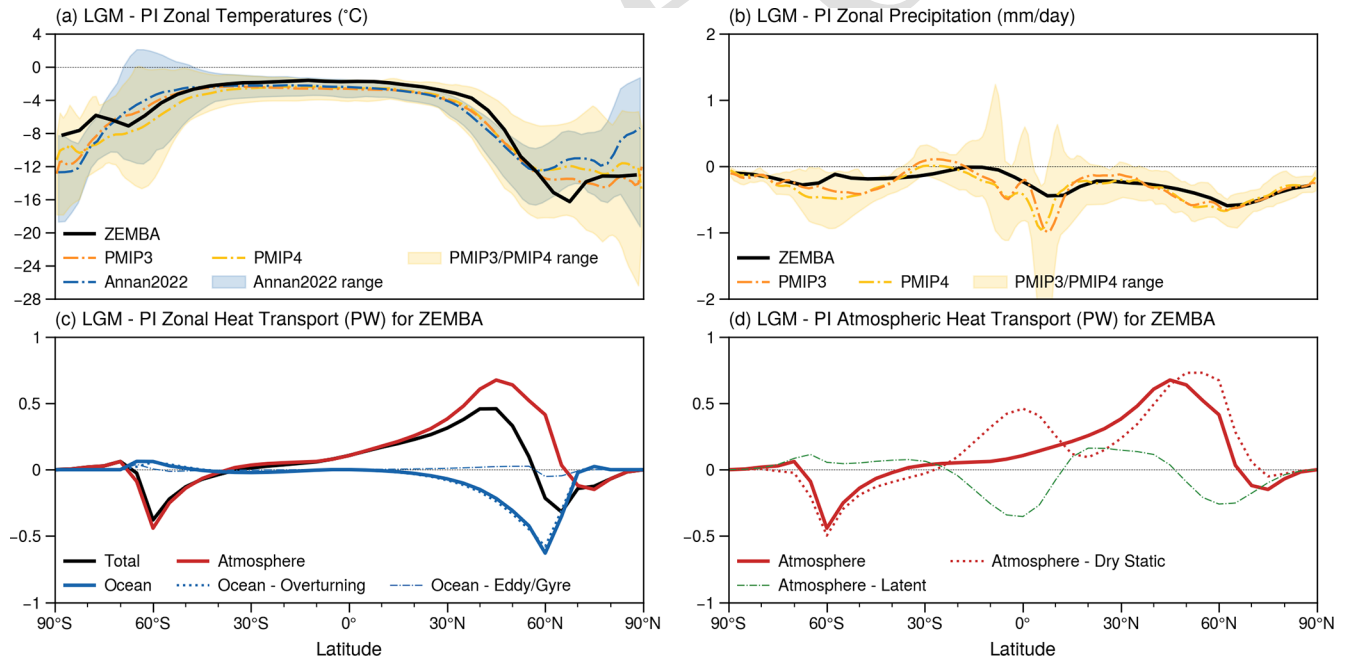 (a) LGM - PI Zonal Temperatures (°C)
4
0
−4
−8
−12
−16
−20
−24
−28
ZEMBA
PMIP3
PMIP4
PMIP3/PMIP4 range
Annan2022
Annan2022 range
(b) LGM - PI Zonal Precipitation (mm/day)
2
1
0
−1
−2
ZEMBA
PMIP3
PMIP4
PMIP3/PMIP4 range
(c) LGM - PI Zonal Heat Transport (PW) for ZEMBA
1
0.5
0
−0.5
−1
Total
Atmosphere
Ocean
Ocean - Overturning
Ocean - Eddy/Gyre
90°S 60°S 30°S 0° 30°N 60°N 90°N
Latitude
(d) LGM - PI Atmospheric Heat Transport (PW) for ZEMBA
1
0.5
0
−0.5
−1
Atmosphere
Atmosphere - Dry Static
Atmosphere - Latent
90°S 60°S 30°S 0° 30°N 60°N 90°N
Latitude